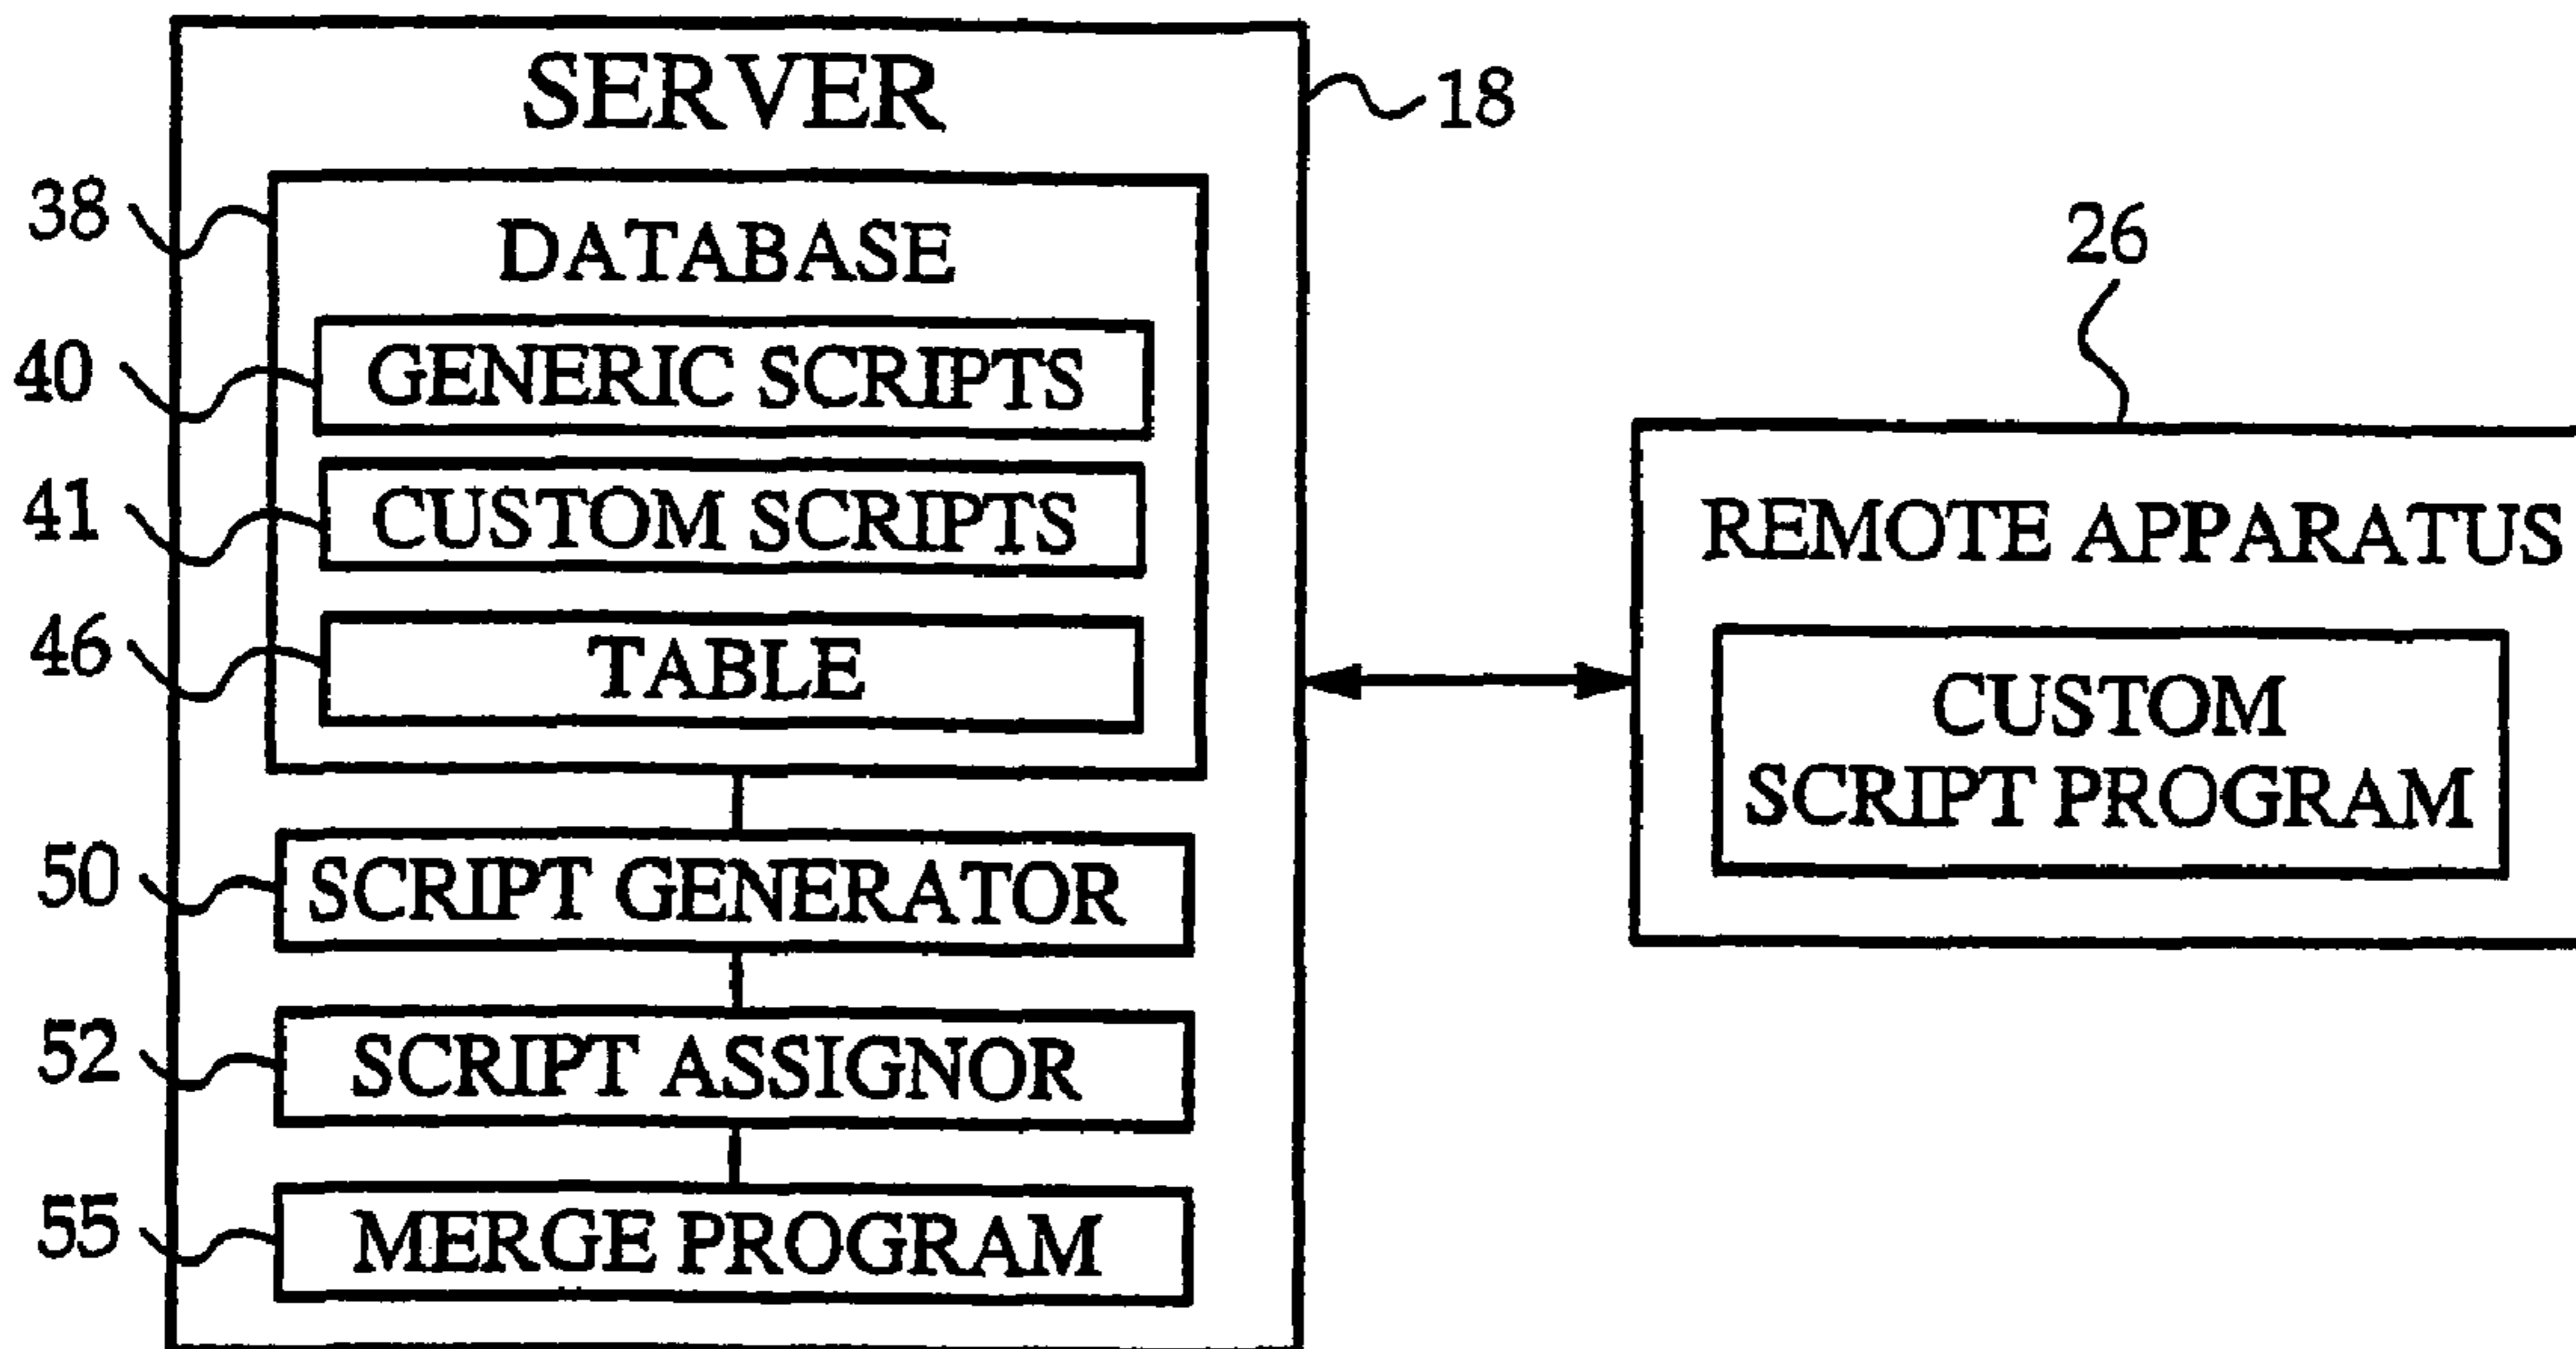 SERVER
18
38
DATABASE
40
GENERIC SCRIPTS
41
CUSTOM SCRIPTS
46
TABLE
50
SCRIPT GENERATOR
52
SCRIPT ASSIGNOR
55
MERGE PROGRAM
26
REMOTE APPARATUS
CUSTOM
SCRIPT PROGRAM